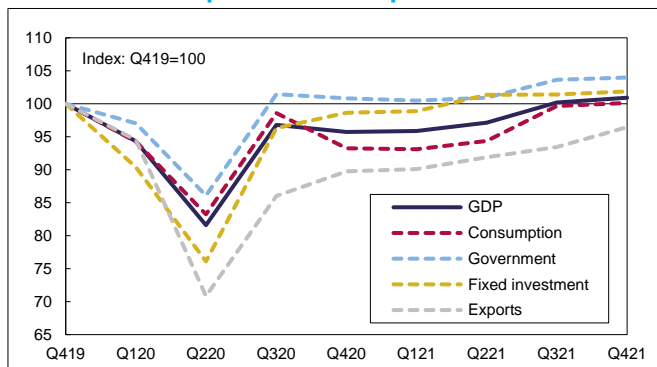 110
105
100
95
90
85
80
75
70
65
Index: Q419=100
GDP
Consumption
Government
Fixed investment
Exports
Q419 Q120 Q220 Q320 Q420 Q121 Q221 Q321 Q421